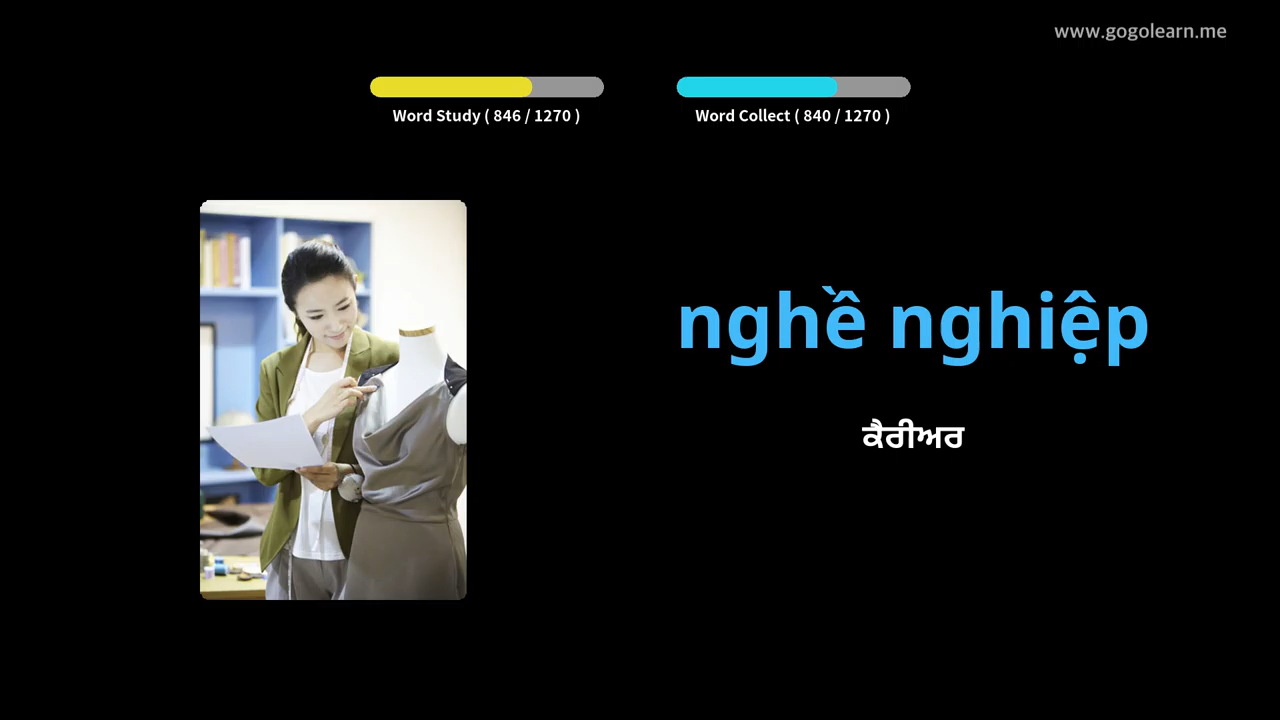 www.gogolearn.me
Word Study ( 846 / 1270 )
Word Collect ( 840 / 1270 )
nghề nghiệp
ਕੈਰੀਅਰ